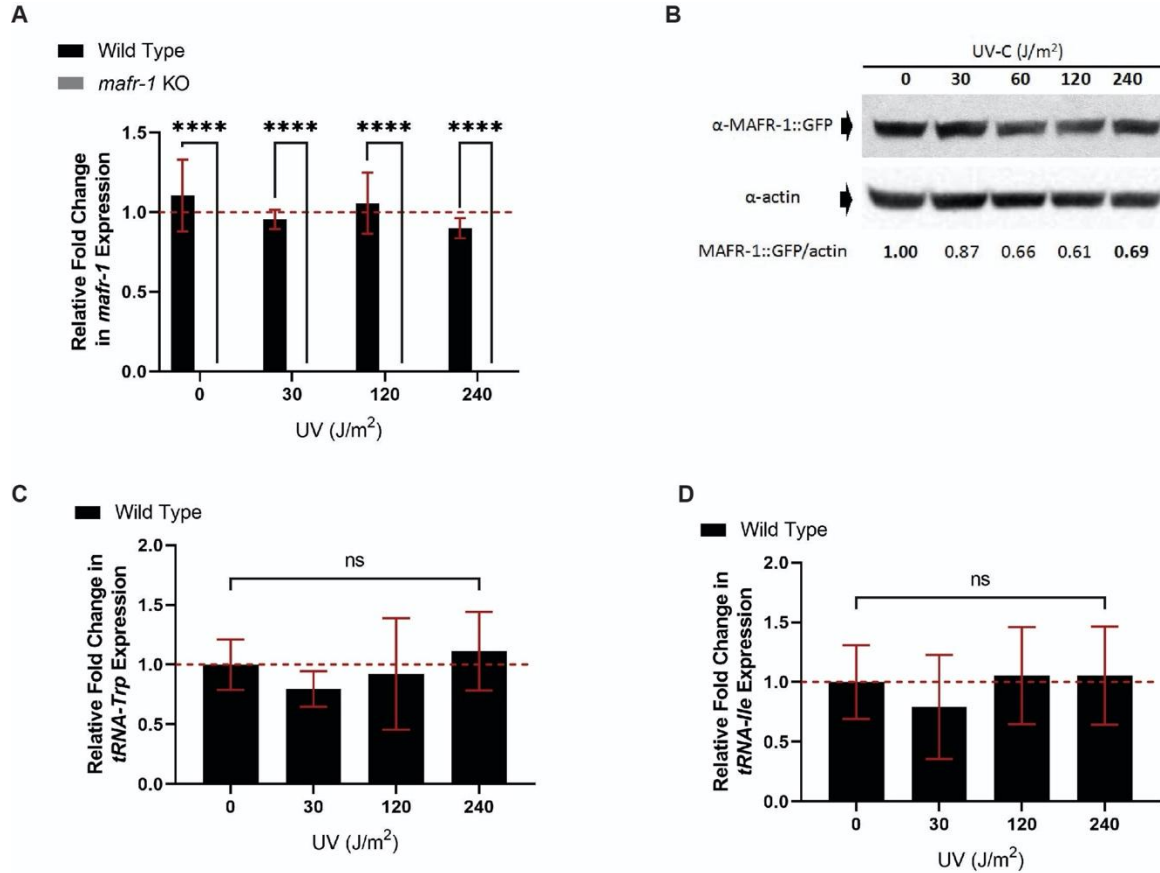 A
Wild Type
mafr-1 KO
Relative Fold Change
in mafr-1 Expression
1.5
1.0
0.5
0.0
**** **** **** ****
0 30 120 240
UV (J/m²)
B
UV-C (J/m²)
0 30 60 120 240
α-MAFR-1::GFP
α-actin
MAFR-1::GFP/actin 1.00 0.87 0.66 0.61 0.69
C
Wild Type
Relative Fold Change in
tRNA-Trp Expression
2.0
1.5
1.0
0.5
0.0
ns
0 30 120 240
UV (J/m²)
D
Wild Type
Relative Fold Change in
tRNA-Ile Expression
2.0
1.5
1.0
0.5
0.0
ns
0 30 120 240
UV (J/m²)